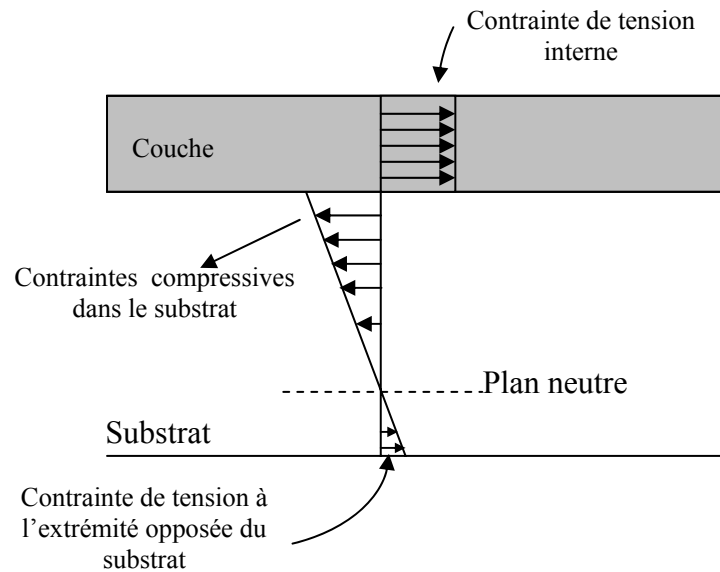 Contrainte de tension
interne
Couche
Contraintes compressives
dans le substrat
Plan neutre
Substrat
Contrainte de tension à
l'extrémité opposée du
substrat